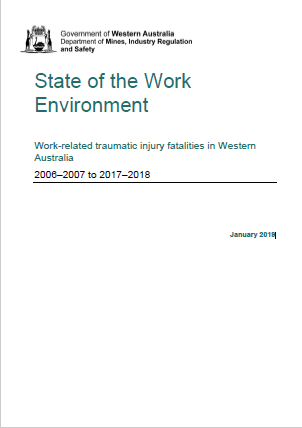 Government of Western Australia
Department of Mines, Industry Regulation
and Safety
State of the Work
Environment
Work-related traumatic injury fatalities in Western
Australia
2006–2007 to 2017–2018
January 2018